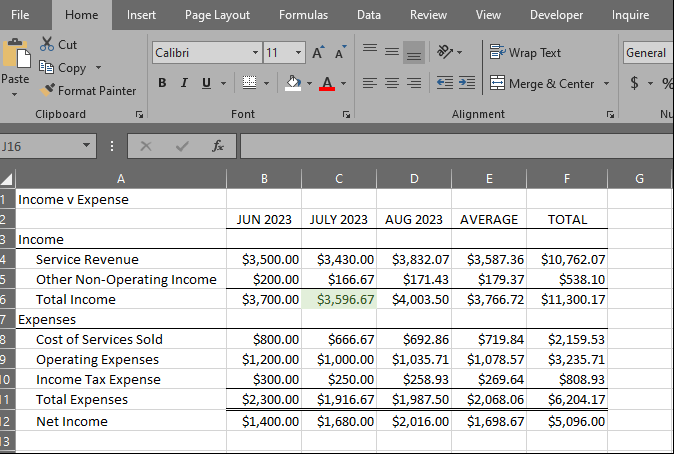 File Home Insert Page Layout Formulas Data Review View Developer Inquire
Cut
Copy
Format Painter
Paste
Calibri 11 A A
B I U A
Wrap Text
Merge & Center
General
$ %
Clipboard Font Alignment Nu
J16 fx
A B C D E F G
1 Income v Expense
2 JUN 2023 JULY 2023 AUG 2023 AVERAGE TOTAL
3 Income
4 Service Revenue $3,500.00 $3,430.00 $3,832.07 $3,587.36 $10,762.07
5 Other Non-Operating Income $200.00 $166.67 $171.43 $179.37 $538.10
6 Total Income $3,700.00 $3,596.67 $4,003.50 $3,766.72 $11,300.17
7 Expenses
8 Cost of Services Sold $800.00 $666.67 $692.86 $719.84 $2,159.53
9 Operating Expenses $1,200.00 $1,000.00 $1,035.71 $1,078.57 $3,235.71
10 Income Tax Expense $300.00 $250.00 $258.93 $269.64 $808.93
11 Total Expenses $2,300.00 $1,916.67 $1,987.50 $2,068.06 $6,204.17
12 Net Income $1,400.00 $1,680.00 $2,016.00 $1,698.67 $5,096.00
13